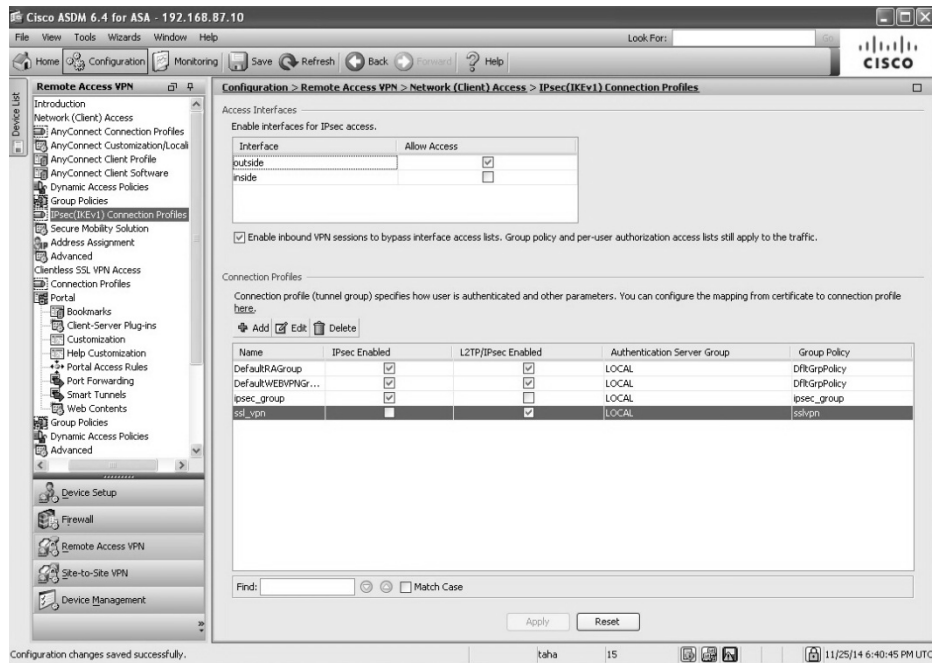 Cisco ASDM 6.4 for ASA - 192.168.87.10
File View Tools Wizards Window Help
Look For:
Go
Home Configuration Monitoring Save Refresh Back Forward Help
CISCO
Device List
Remote Access VPN
Introduction
Network (Client) Access
AnyConnect Connection Profiles
AnyConnect Customization/Locali
AnyConnect Client Profile
AnyConnect Client Software
Dynamic Access Policies
Group Policies
IPsec(IKEv1) Connection Profiles
Secure Mobility Solution
Address Assignment
Advanced
Clientless SSL VPN Access
Connection Profiles
Portal
Bookmarks
Client-Server Plug-ins
Customization
Help Customization
Portal Access Rules
Port Forwarding
Smart Tunnels
Web Contents
Group Policies
Dynamic Access Policies
Advanced
Device Setup
Firewall
Remote Access VPN
Site-to-Site VPN
Device Management
Configuration > Remote Access VPN > Network (Client) Access > IPsec(IKEv1) Connection Profiles
Access Interfaces
Enable interfaces for IPsec access.
Interface Allow Access
outside
inside
Enable inbound VPN sessions to bypass interface access lists. Group policy and per-user authorization access lists still apply to the traffic.
Connection Profiles
Connection profile (tunnel group) specifies how user is authenticated and other parameters. You can configure the mapping from certificate to connection profile
here.
Add Edit Delete
Name IPsec Enabled L2TP/IPsec Enabled Authentication Server Group Group Policy
DefaultRAGroup LOCAL DfltGrpPolicy
DefaultWEBVPNGr... LOCAL DfltGrpPolicy
ipsec_group LOCAL ipsec_group
ssl_vpn LOCAL sslvpn
Find: Match Case
Apply Reset
Configuration changes saved successfully. taha 15 11/25/14 6:40:45 PM UTC